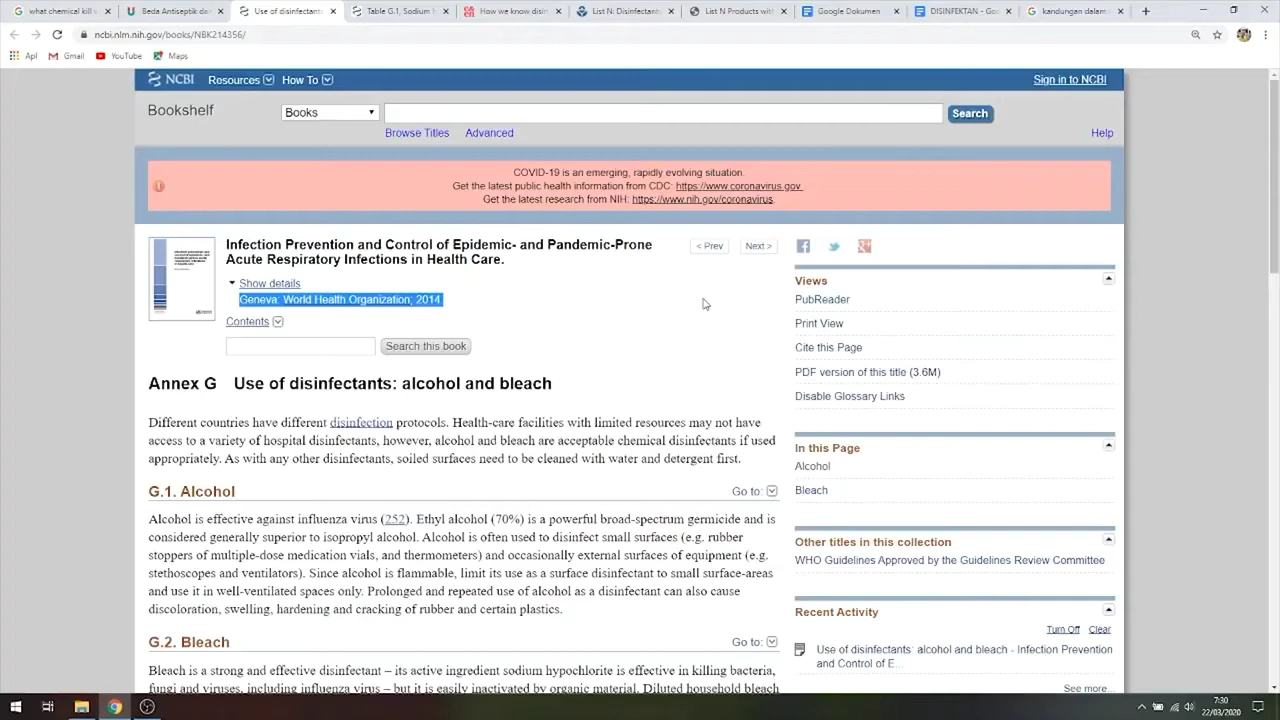 what chemical kill v
Beda Antiseptik da
Use of disinfectants
Table G.1, Sodium
How we know disin
List N: Disinfectant
List N Products with
Google Dokumen
DISINFEKTAN - Goo
kandungan dalam
ncbi.nlm.nih.gov/books/NBK214356/
Apl
Gmail
YouTube
Maps
NCBI
Resources
How To
Sign in to NCBI
Bookshelf
Books
Search
Browse Titles
Advanced
Help
COVID-19 is an emerging, rapidly evolving situation.
Get the latest public health information from CDC: https://www.coronavirus.gov
Get the latest research from NIH: https://www.nih.gov/coronavirus.
Infection Prevention and Control of Epidemic- and Pandemic-Prone
Acute Respiratory Infections in Health Care.
< Prev
Next >
Show details
Geneva: World Health Organization; 2014
Contents
Search this book
Annex G Use of disinfectants: alcohol and bleach
Different countries have different disinfection protocols. Health-care facilities with limited resources may not have
access to a variety of hospital disinfectants, however, alcohol and bleach are acceptable chemical disinfectants if used
appropriately. As with any other disinfectants, soiled surfaces need to be cleaned with water and detergent first.
G.1. Alcohol
Go to:
Alcohol is effective against influenza virus (252). Ethyl alcohol (70%) is a powerful broad-spectrum germicide and is
considered generally superior to isopropyl alcohol. Alcohol is often used to disinfect small surfaces (e.g. rubber
stoppers of multiple-dose medication vials, and thermometers) and occasionally external surfaces of equipment (e.g.
stethoscopes and ventilators). Since alcohol is flammable, limit its use as a surface disinfectant to small surface-areas
and use it in well-ventilated spaces only. Prolonged and repeated use of alcohol as a disinfectant can also cause
discoloration, swelling, hardening and cracking of rubber and certain plastics.
G.2. Bleach
Go to:
Bleach is a strong and effective disinfectant – its active ingredient sodium hypochlorite is effective in killing bacteria,
fungi and viruses, including influenza virus – but it is easily inactivated by organic material. Diluted household bleach
Views
PubReader
Print View
Cite this Page
PDF version of this title (3.6M)
Disable Glossary Links
In this Page
Alcohol
Bleach
Other titles in this collection
WHO Guidelines Approved by the Guidelines Review Committee
Recent Activity
Turn Off
Clear
Use of disinfectants: alcohol and bleach - Infection Prevention
and Control of E...
See more...
7:30
22/03/2020